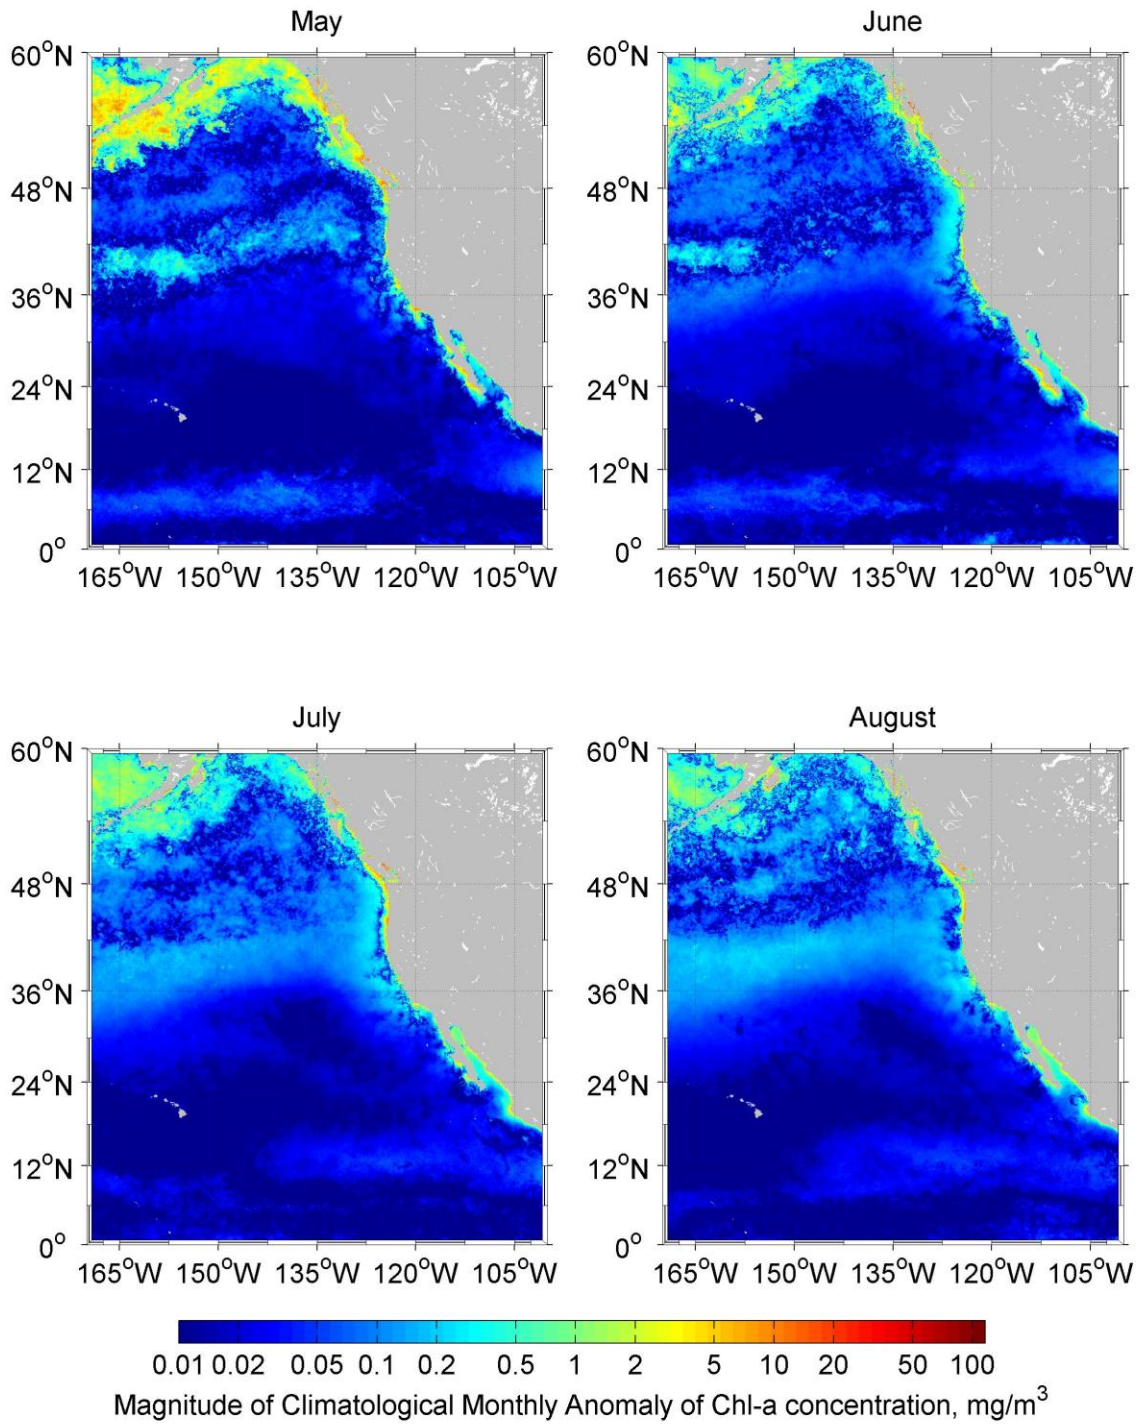 May
June
60°N
48°N
36°N
24°N
12°N
0°
165°W 150°W 135°W 120°W 105°W
60°N
48°N
36°N
24°N
12°N
0°
165°W 150°W 135°W 120°W 105°W
July
August
60°N
48°N
36°N
24°N
12°N
0°
165°W 150°W 135°W 120°W 105°W
60°N
48°N
36°N
24°N
12°N
0°
165°W 150°W 135°W 120°W 105°W
0.01 0.02 0.05 0.1 0.2 0.5 1 2 5 10 20 50 100
Magnitude of Climatological Monthly Anomaly of Chl-a concentration, mg/m³